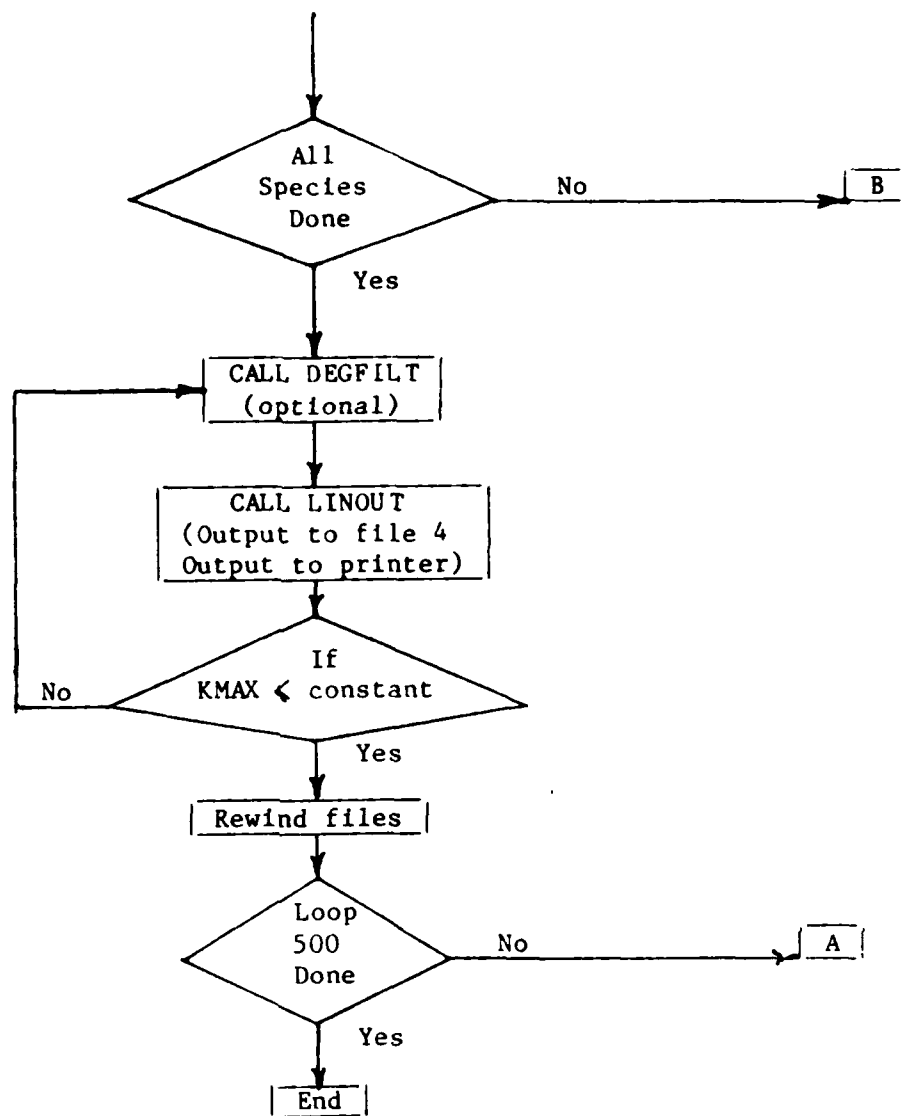 All
Species
Done
No
B
Yes
CALL DEGFILT
(optional)
CALL LINOUT
(Output to file 4
Output to printer)
If
KMAX < constant
No
Yes
Rewind files
Loop
500
Done
No
A
Yes
End